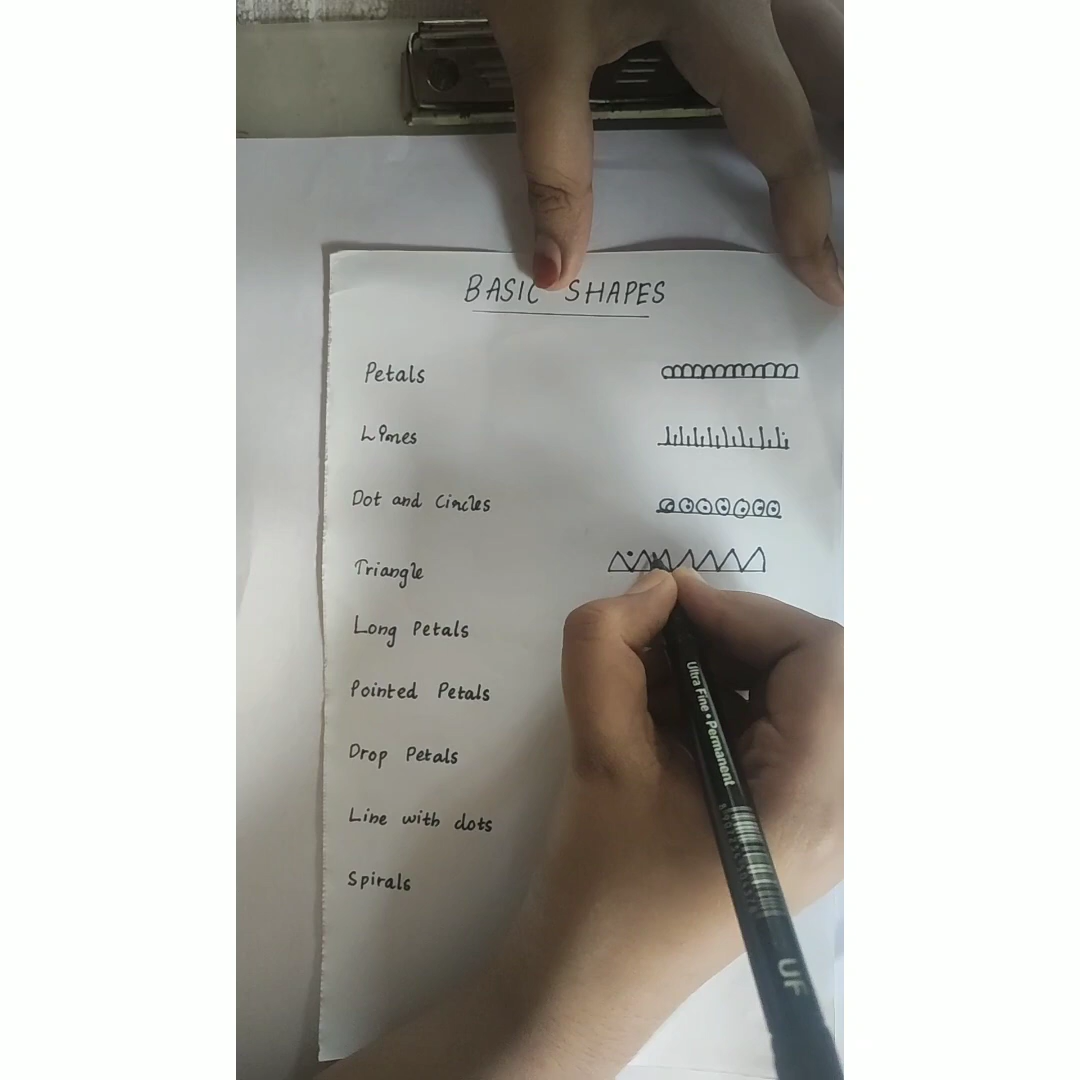 BASIC SHAPES
Petals
Lines
Dot and Circles
Triangle
Long Petals
Pointed Petals
Drop Petals
Line with dots
Spirals
Ultra Fine • Permanent
UF